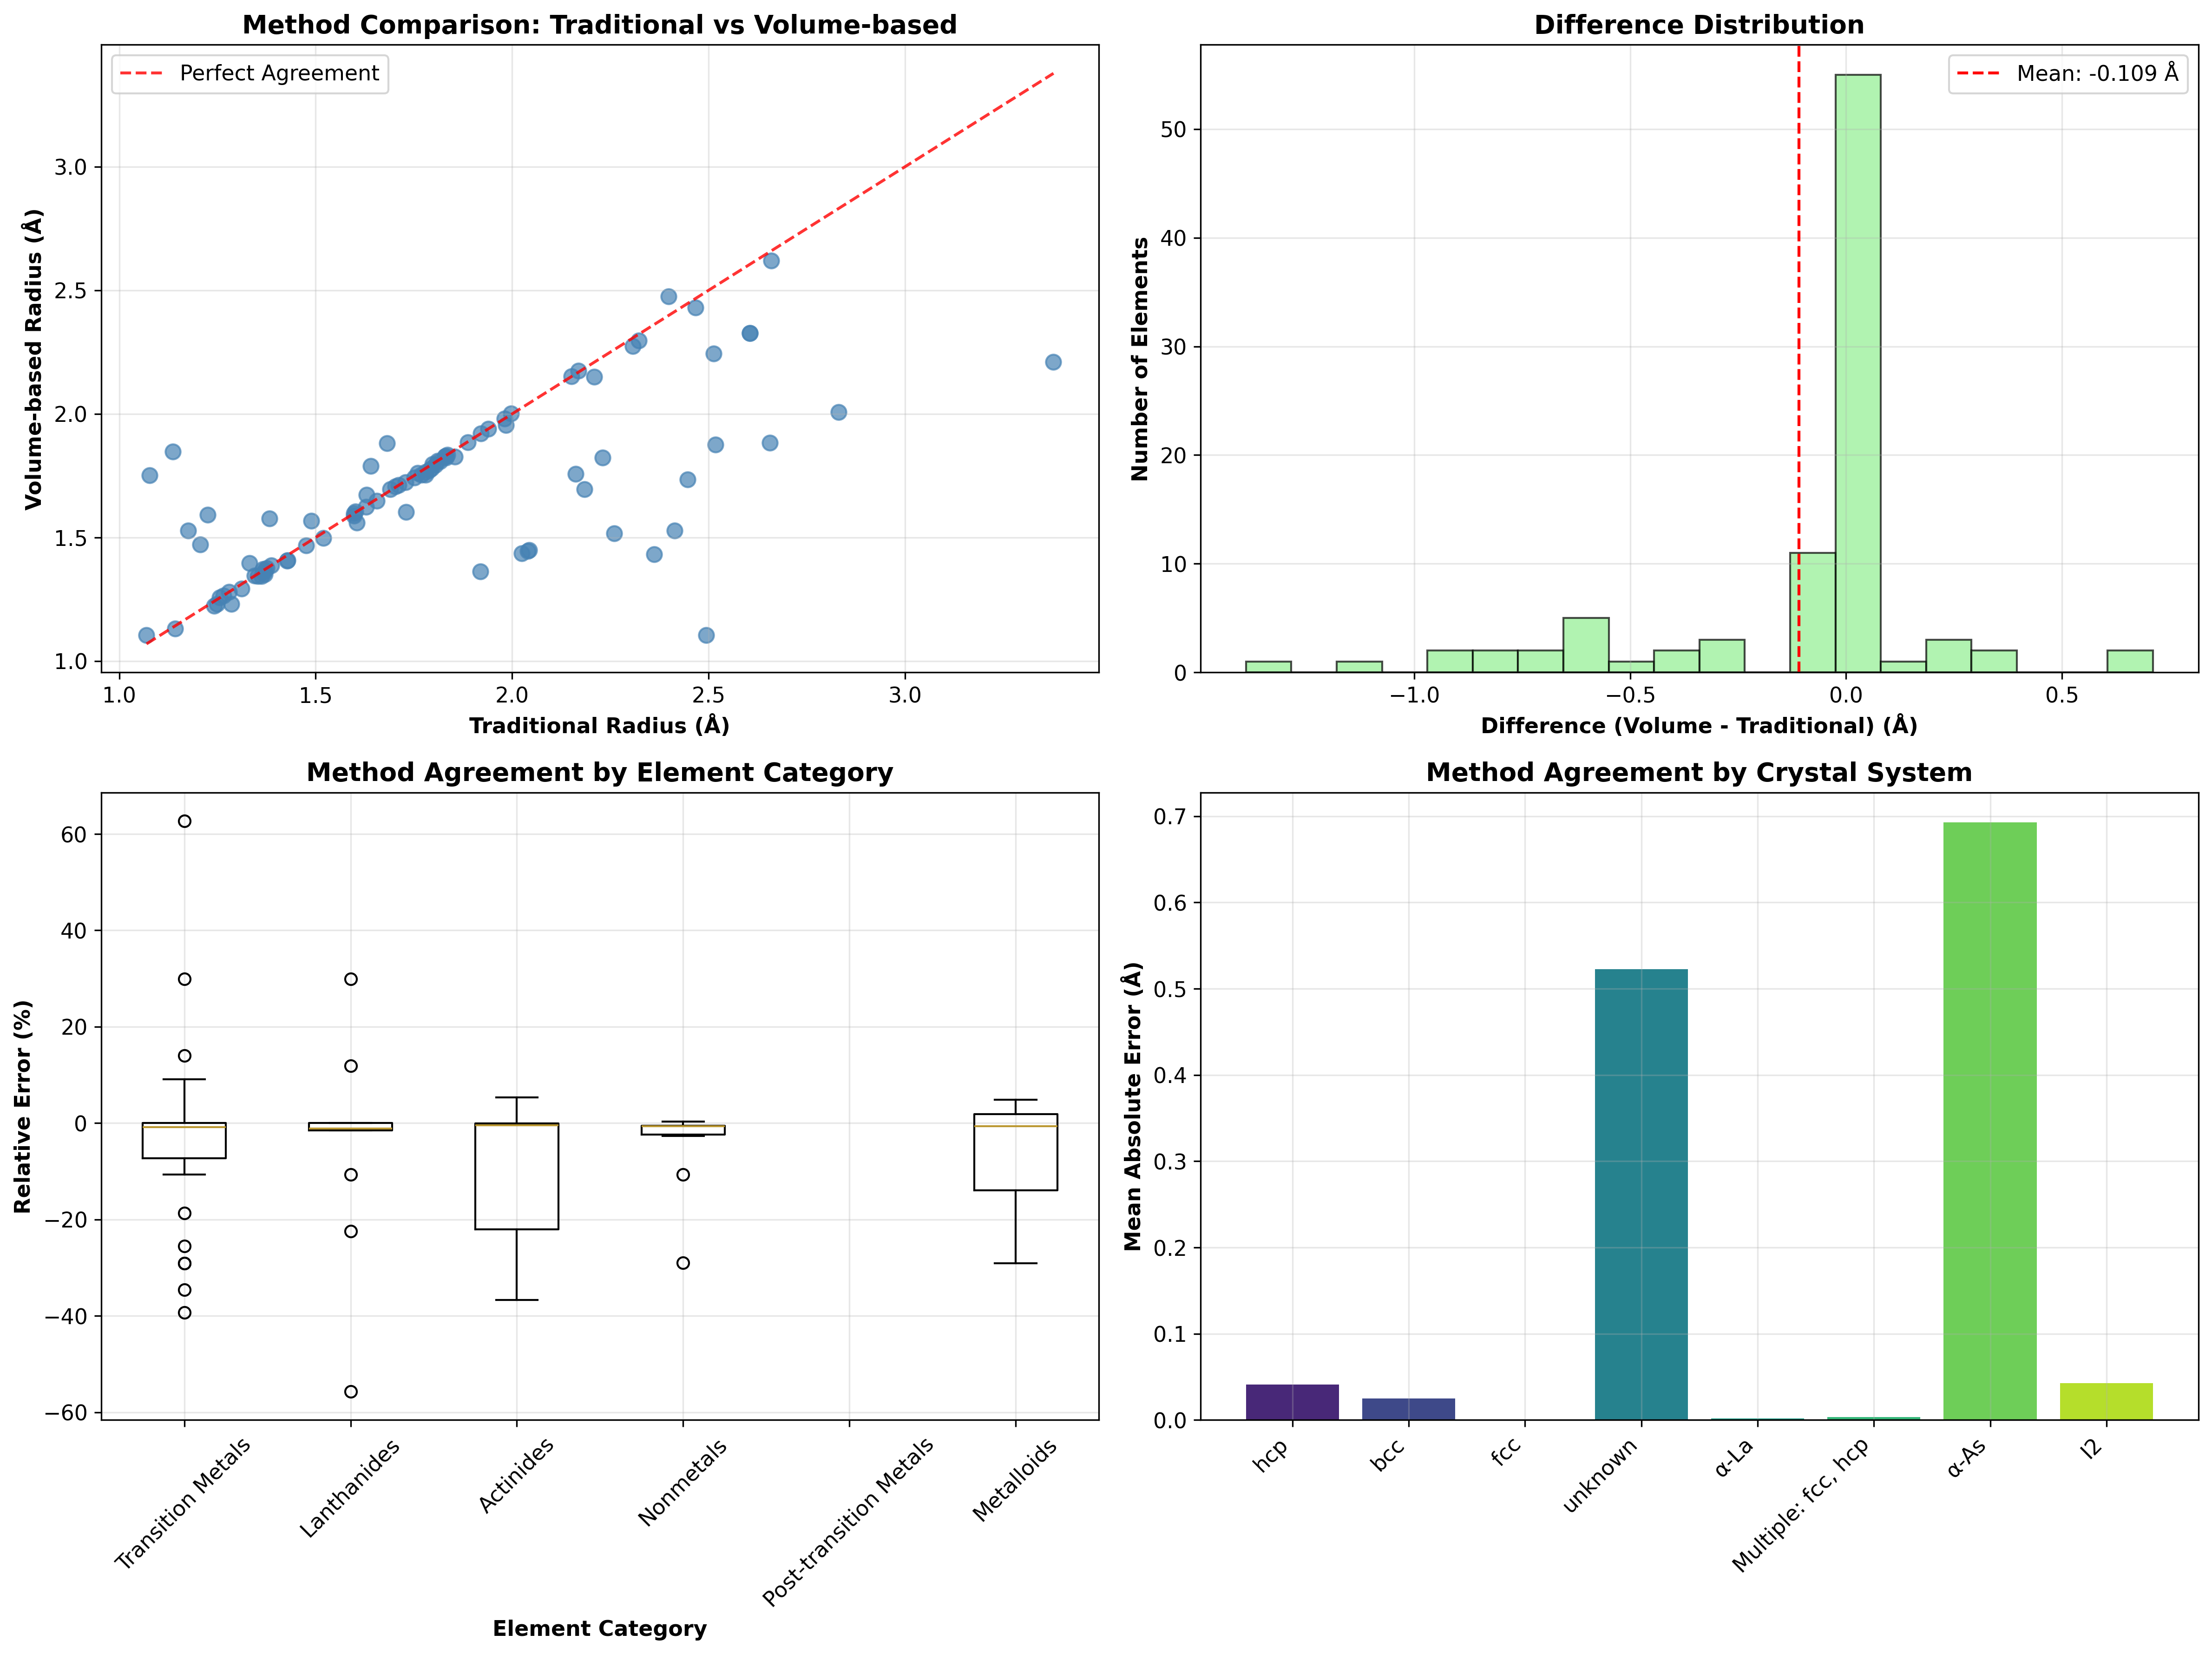 Method Comparison: Traditional vs Volume-based
Perfect Agreement
Volume-based Radius (Å)
3.0
2.5
2.0
1.5
1.0
1.0 1.5 2.0 2.5 3.0
Traditional Radius (Å)
Difference Distribution
Mean: -0.109 Å
Number of Elements
50
40
30
20
10
0
−1.0 −0.5 0.0 0.5
Difference (Volume - Traditional) (Å)
Method Agreement by Element Category
Relative Error (%)
60
40
20
0
−20
−40
−60
Transition Metals
Lanthanides
Actinides
Nonmetals
Post-transition Metals
Metalloids
Element Category
Method Agreement by Crystal System
Mean Absolute Error (Å)
0.7
0.6
0.5
0.4
0.3
0.2
0.1
0.0
hcp
bcc
fcc
unknown
α-La
Multiple: fcc, hcp
α-As
I2